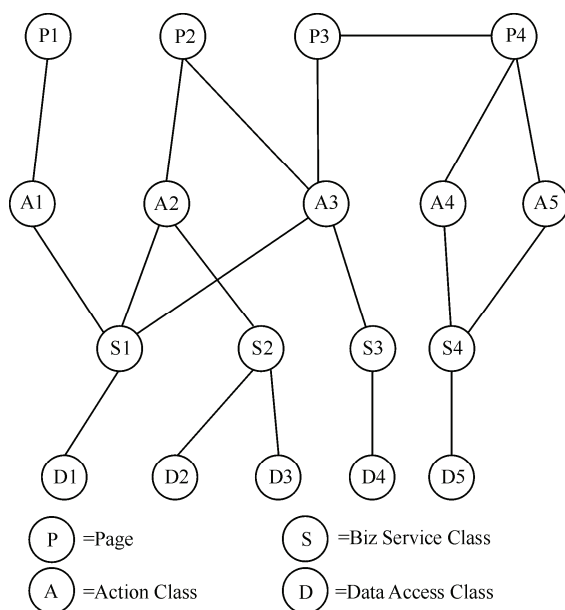 P1 P2 P3 P4
A1 A2 A3 A4 A5
S1 S2 S3 S4
D1 D2 D3 D4 D5
P =Page S =Biz Service Class
A =Action Class D =Data Access Class